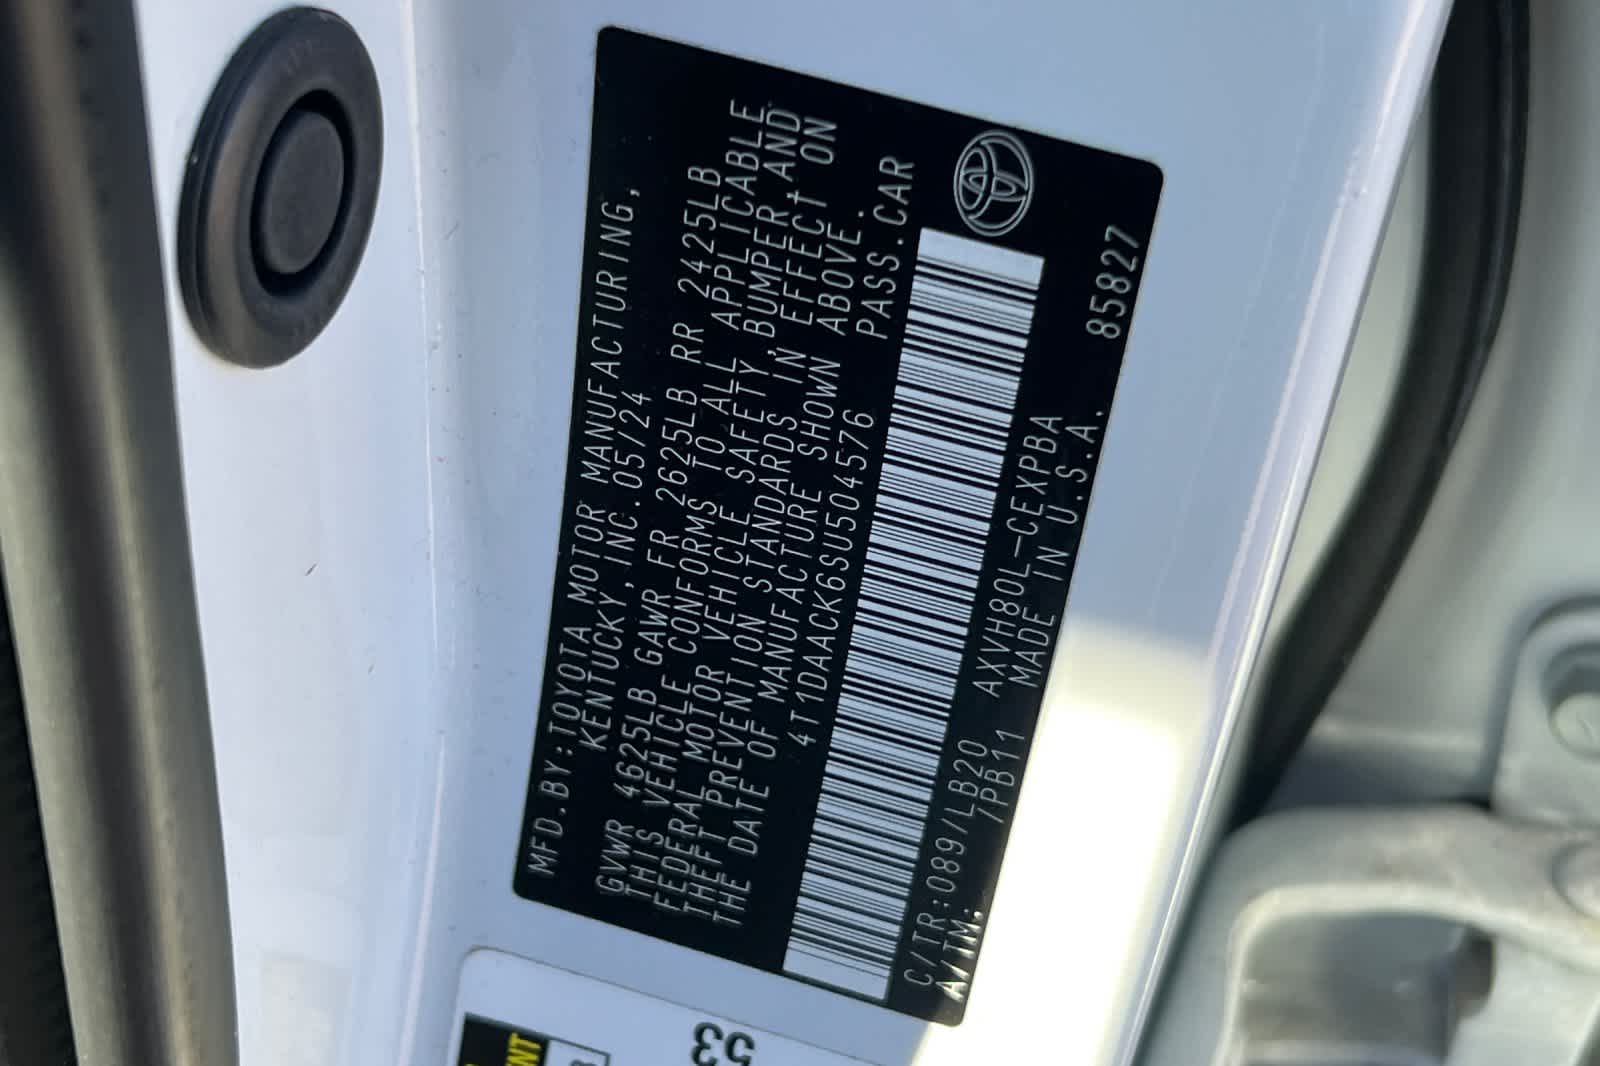 MFD.BY:TOYOTA MOTOR MANUFACTURING,
KENTUCKY,INC.05/24
GVWR 4625LB GAWR FR 2625LB RR 2425LB
THIS VEHICLE CONFORMS TO ALL APPLICABLE
FEDERAL MOTOR VEHICLE SAFETY,BUMPER,AND
THEFT PREVENTION STANDARDS IN EFFECT ON
THE DATE OF MANUFACTURE SHOWN ABOVE.
4T1DAACK6SU504576 PASS.CAR
C/TR:089/LB20 AXVH80L-CEXPBA 85827
A/TM: 7PB11 MADE IN U.S.A.
53